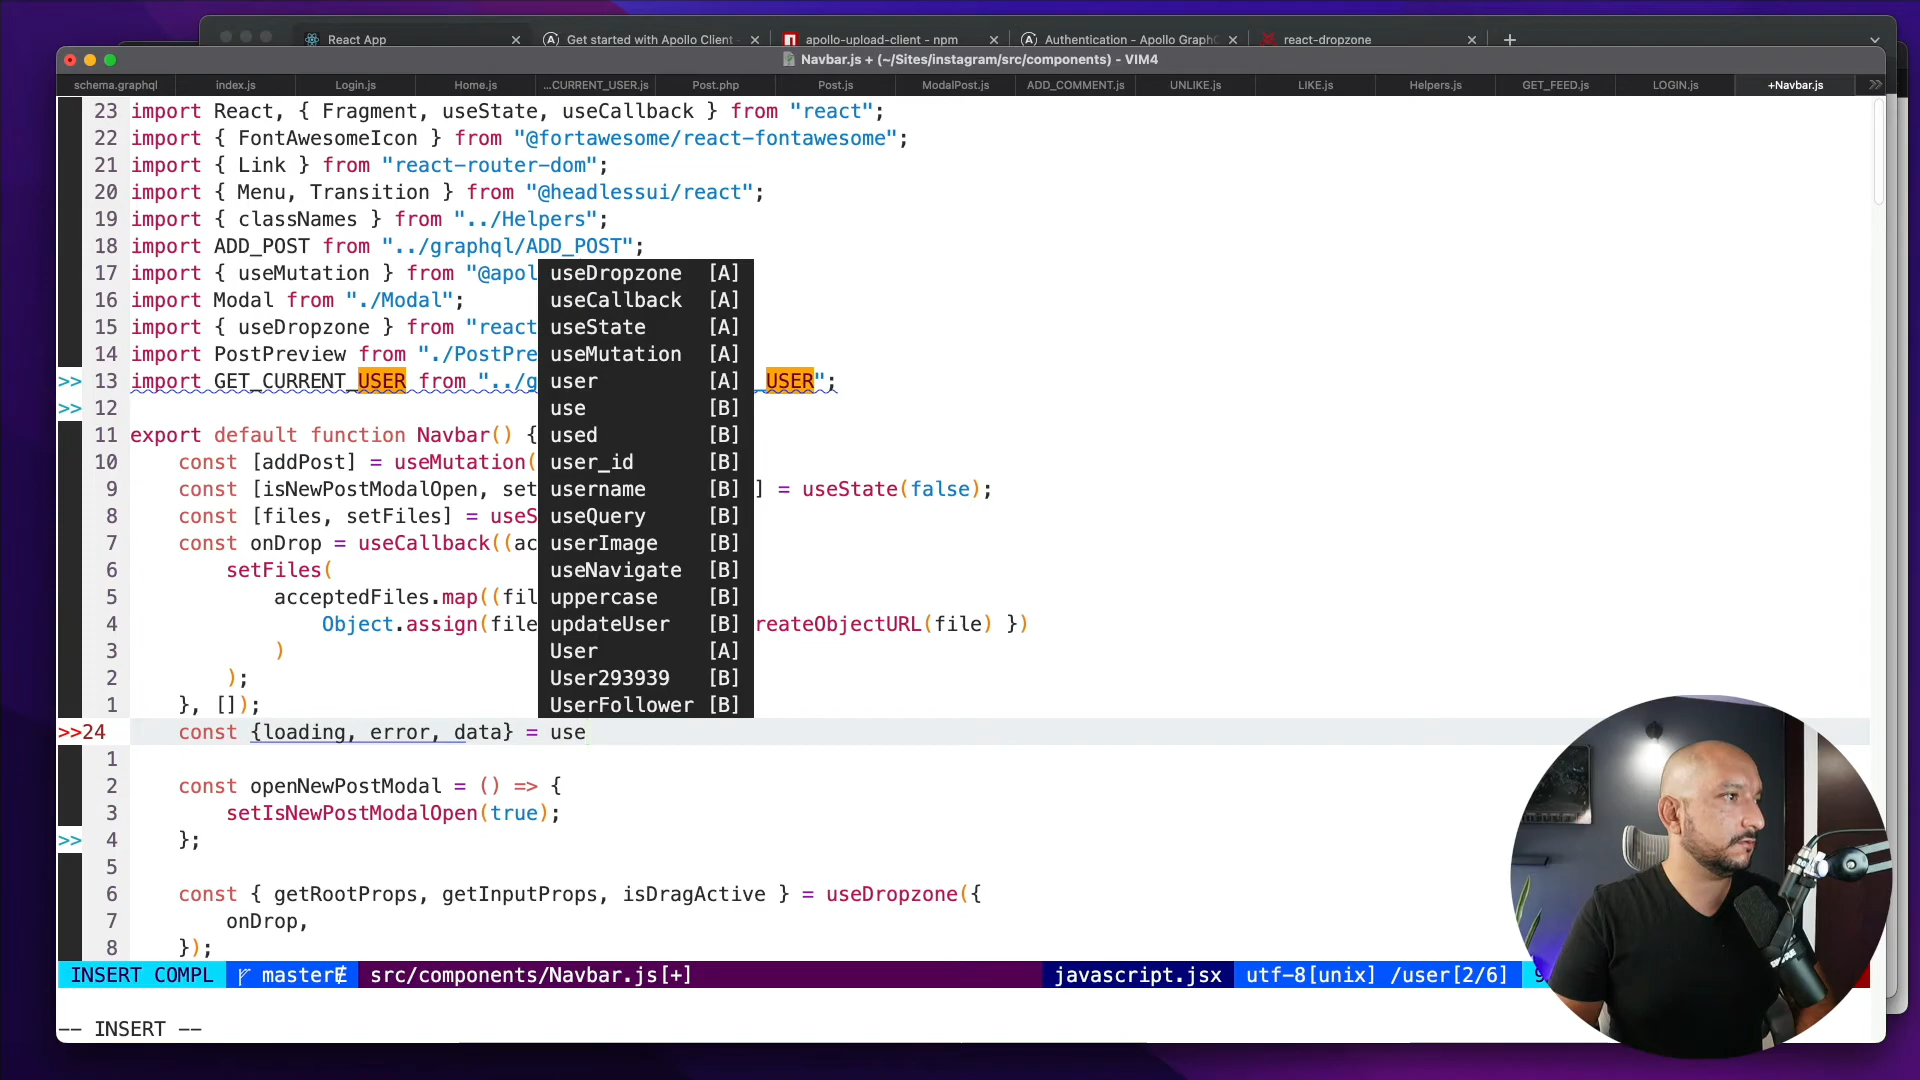 React App
Get started with Apollo Client -
apollo-upload-client - npm
Authentication - Apollo GraphQ
react-dropzone
Navbar.js + (~/Sites/instagram/src/components) - VIM4
schema.graphql
index.js
Login.js
Home.js
...CURRENT_USER.js
Post.php
Post.js
ModalPost.js
ADD_COMMENT.js
UNLIKE.js
LIKE.js
Helpers.js
GET_FEED.js
LOGIN.js
+Navbar.js
23 import React, { Fragment, useState, useCallback } from "react";
22 import { FontAwesomeIcon } from "@fortawesome/react-fontawesome";
21 import { Link } from "react-router-dom";
20 import { Menu, Transition } from "@headlessui/react";
19 import { classNames } from "../Helpers";
18 import ADD_POST from "../graphql/ADD_POST";
17 import { useMutation } from "@apol useDropzone [A]
16 import Modal from "./Modal"; useCallback [A]
15 import { useDropzone } from "react useState [A]
14 import PostPreview from "./PostPre useMutation [A]
>> 13 import GET_CURRENT_USER from "../g user [A] _USER";
>> 12 use [B]
11 export default function Navbar() { used [B]
10 const [addPost] = useMutation( user_id [B]
9 const [isNewPostModalOpen, set username [B] ] = useState(false);
8 const [files, setFiles] = useS useQuery [B]
7 const onDrop = useCallback((ac userImage [B]
6 setFiles( useNavigate [B]
5 acceptedFiles.map((fil uppercase [B]
4 Object.assign(file updateUser [B] reateObjectURL(file) })
3 ) User [A]
2 ); User293939 [B]
1 }, []); UserFollower [B]
>>24 const {loading, error, data} = use
1
2 const openNewPostModal = () => {
3 setIsNewPostModalOpen(true);
>> 4 };
5
6 const { getRootProps, getInputProps, isDragActive } = useDropzone({
7 onDrop,
8 });
INSERT COMPL master src/components/Navbar.js[+] javascript.jsx utf-8[unix] /user[2/6]
-- INSERT --